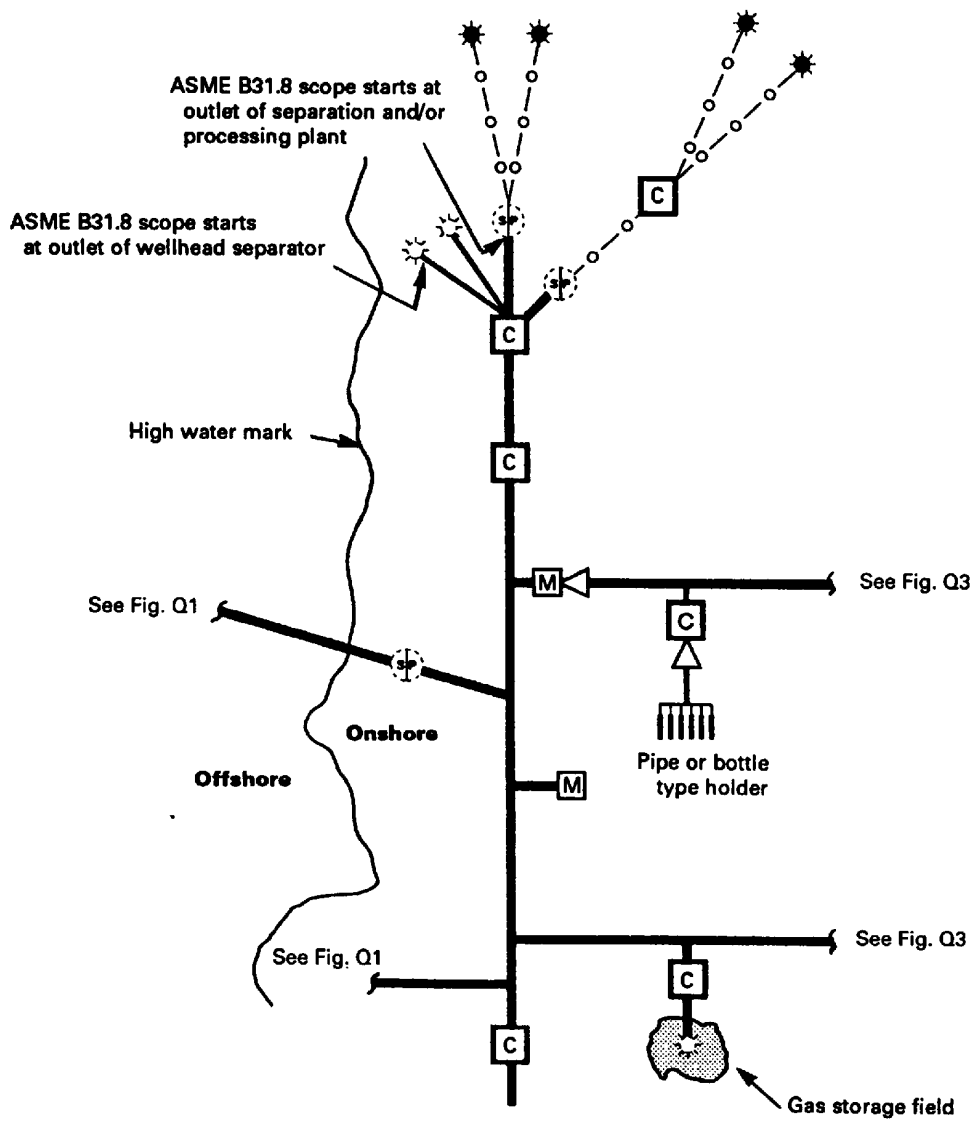 ASME B31.8 scope starts at
outlet of separation and/or
processing plant
ASME B31.8 scope starts
at outlet of wellhead separator
S P
C
S P
C
High water mark
C
M
See Fig. Q3
See Fig. Q1
C
S P
Onshore
Offshore
Pipe or bottle
type holder
M
See Fig. Q3
See Fig. Q1
C
C
Gas storage field